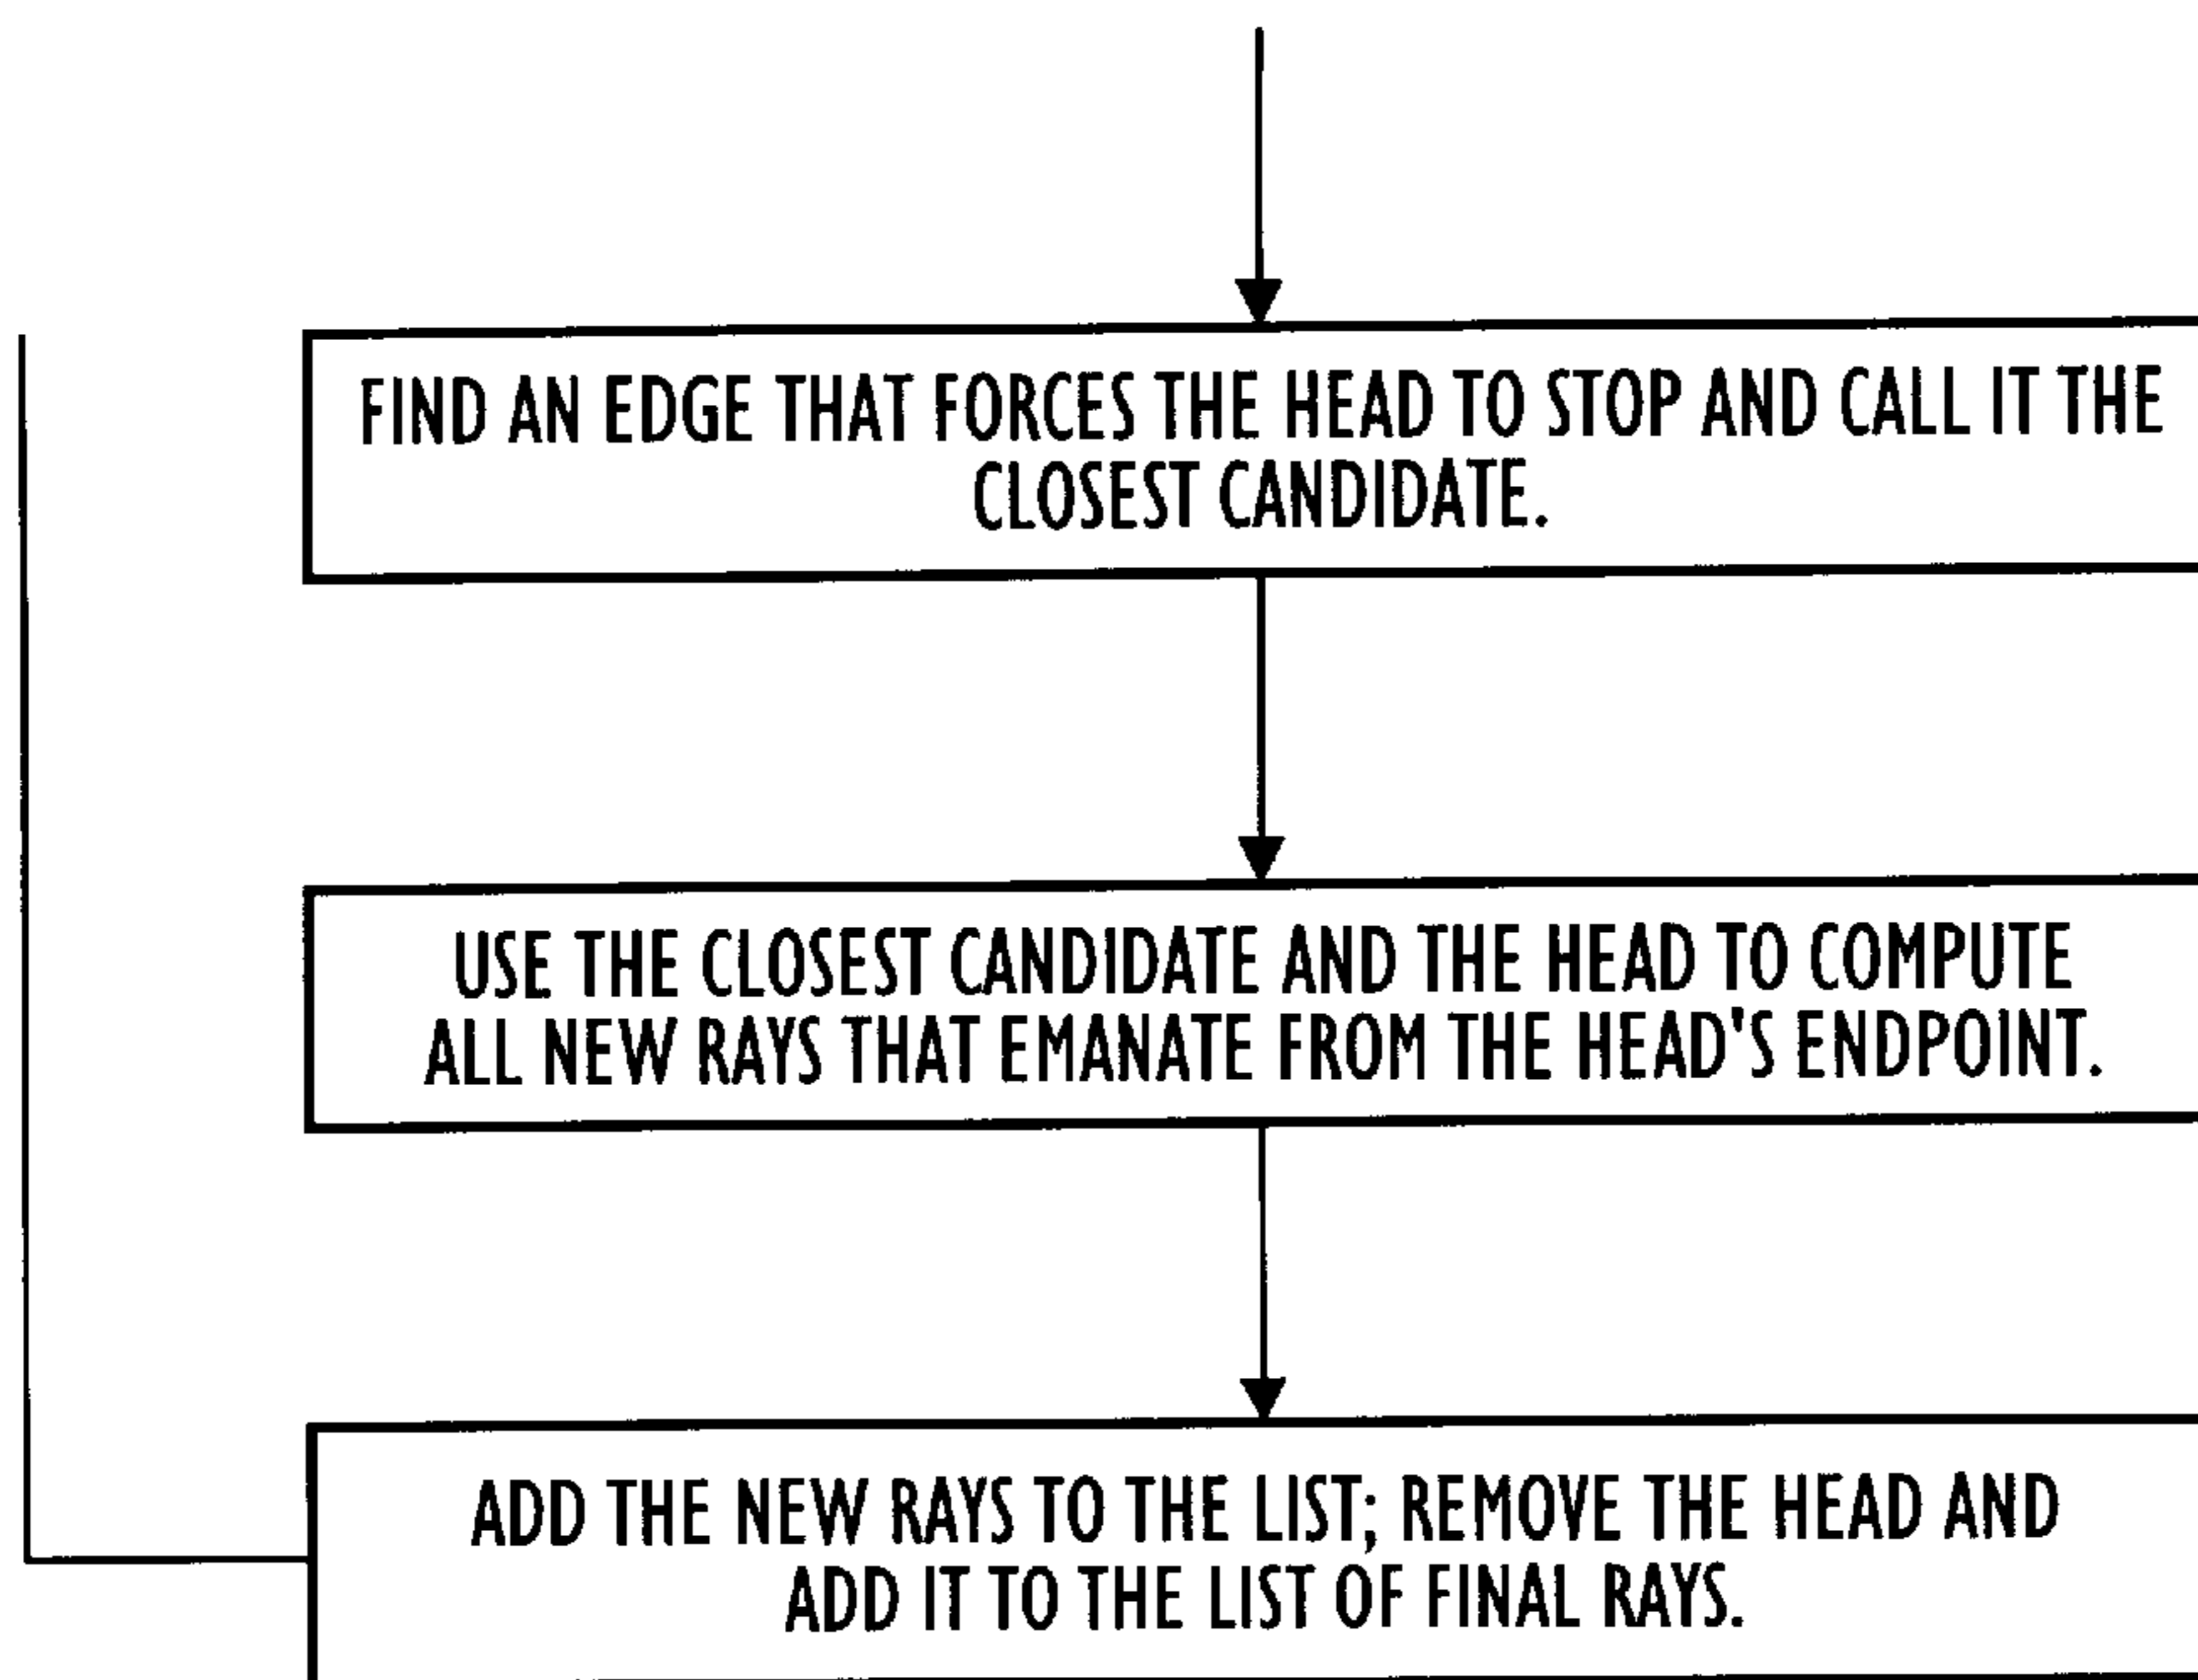 FIND AN EDGE THAT FORCES THE HEAD TO STOP AND CALL IT THE
CLOSEST CANDIDATE.
USE THE CLOSEST CANDIDATE AND THE HEAD TO COMPUTE
ALL NEW RAYS THAT EMANATE FROM THE HEAD'S ENDPOINT.
ADD THE NEW RAYS TO THE LIST; REMOVE THE HEAD AND
ADD IT TO THE LIST OF FINAL RAYS.